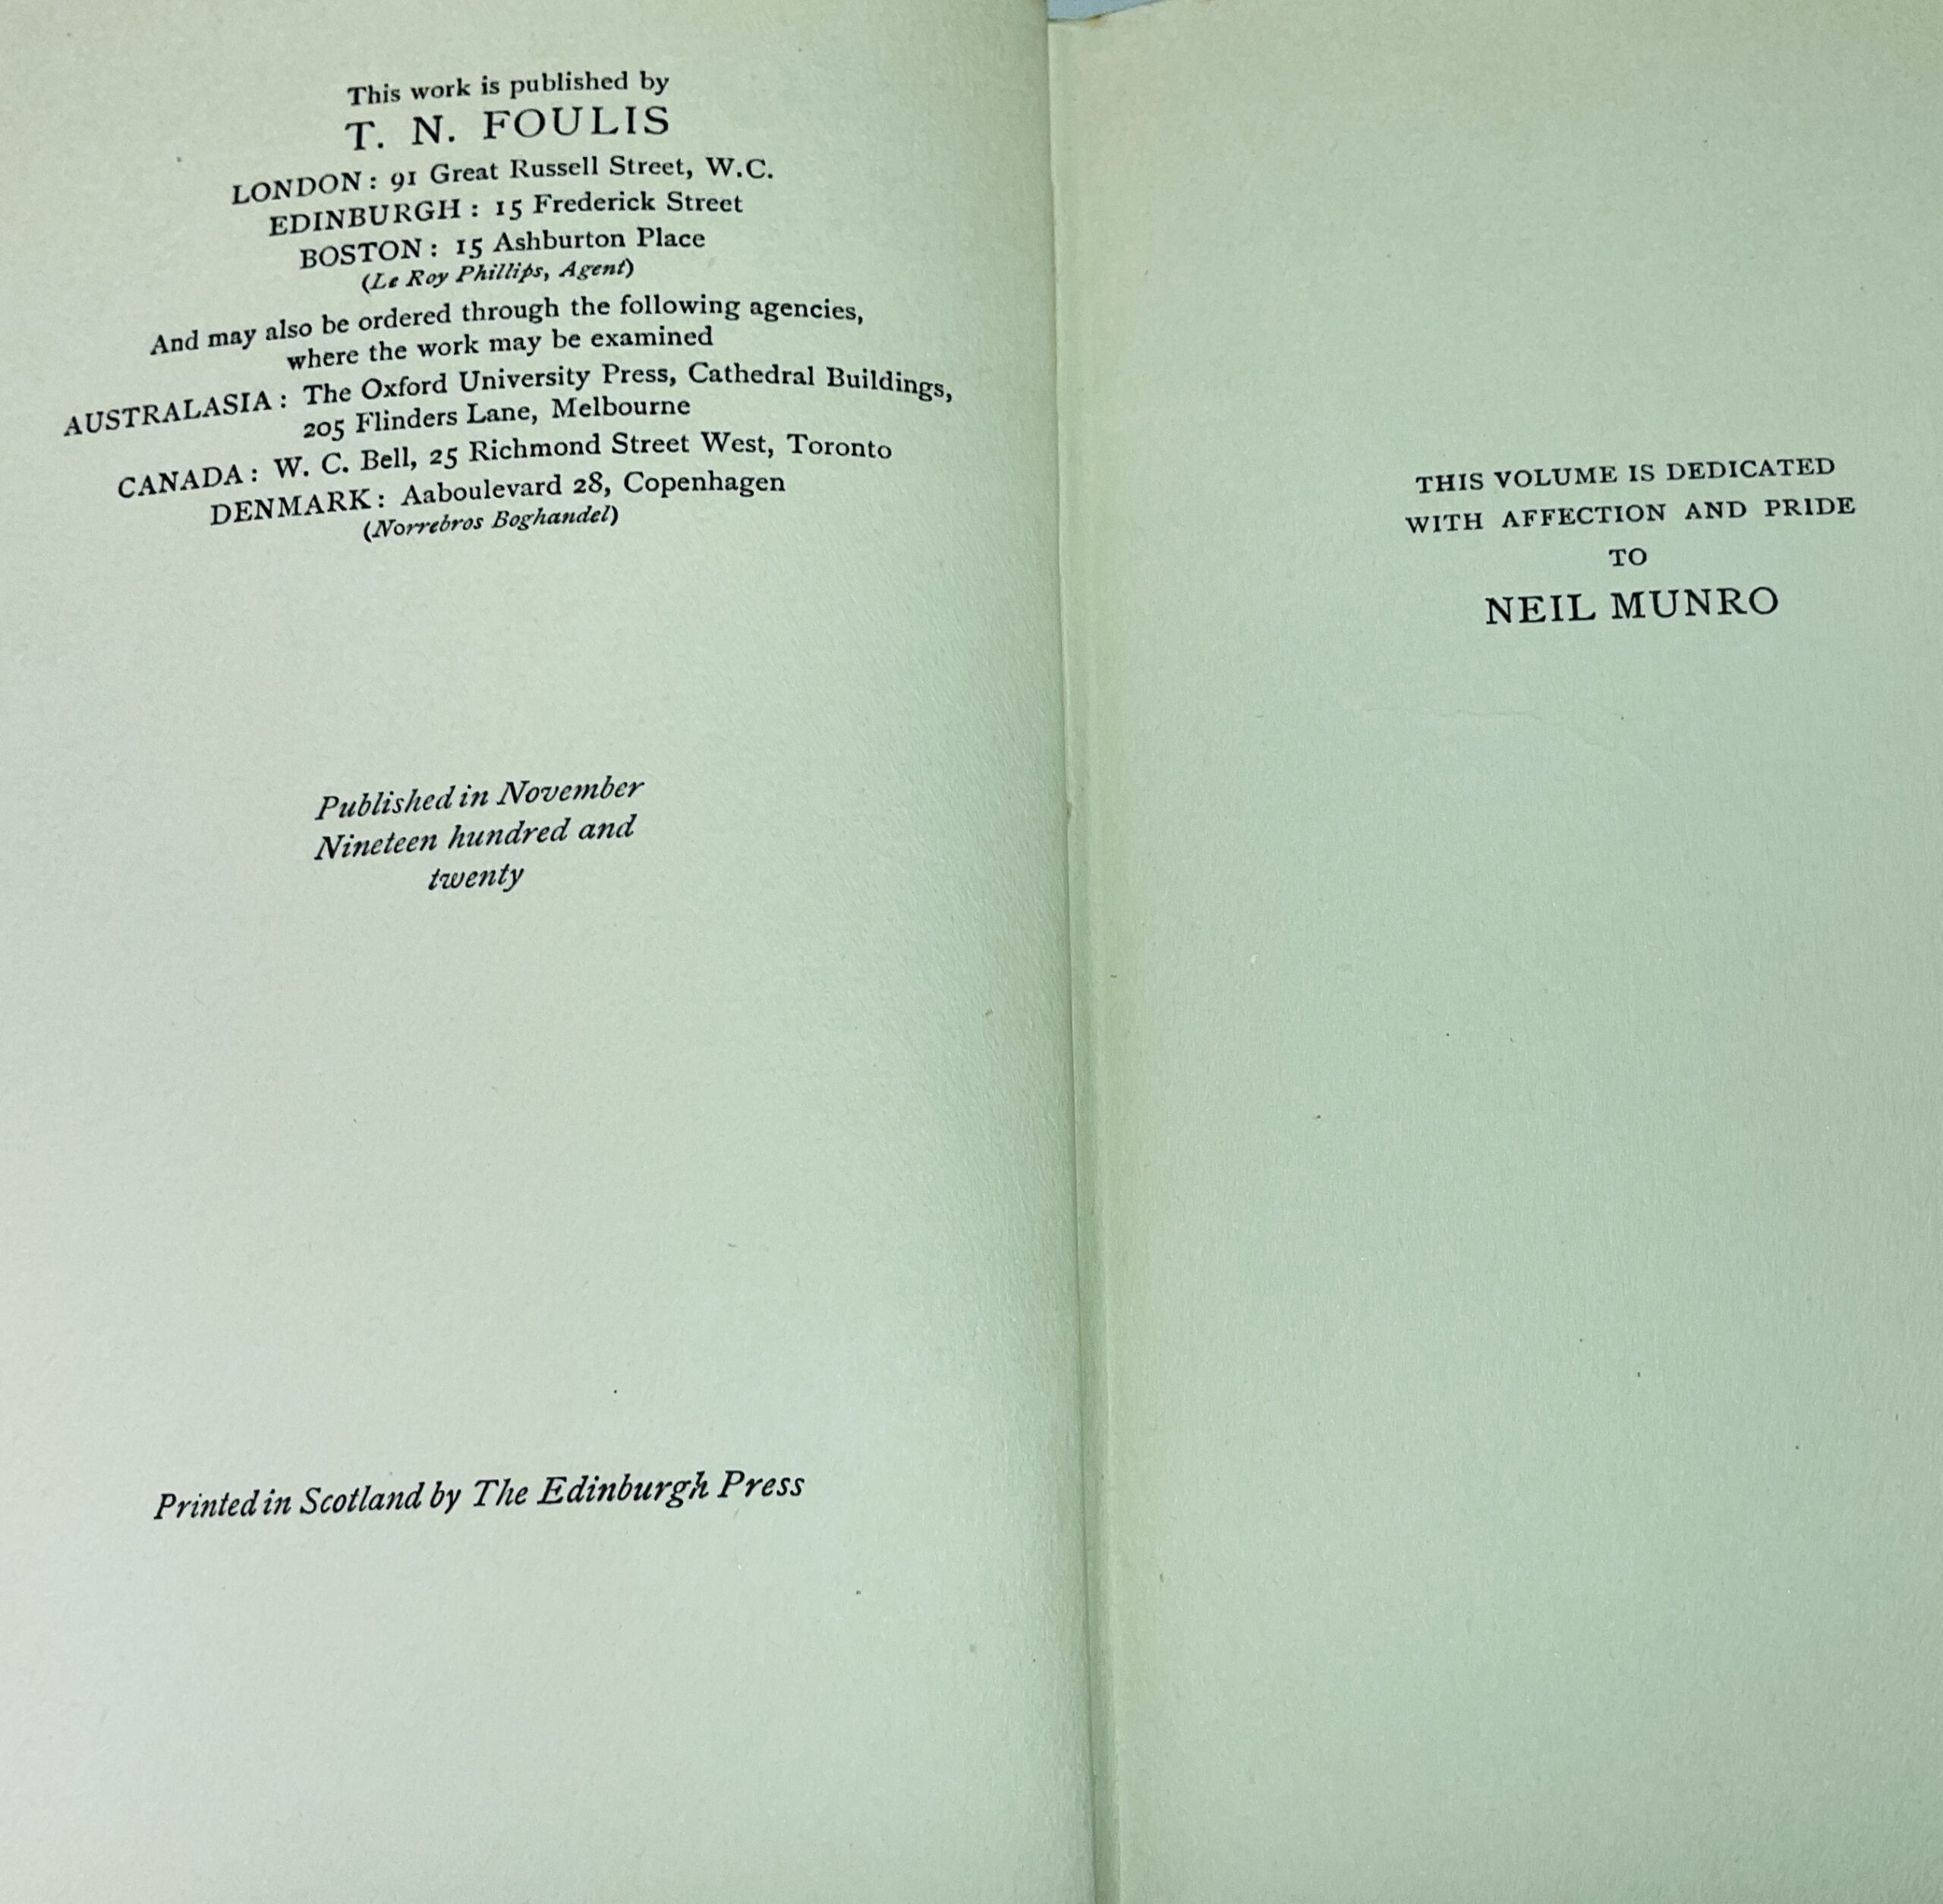 This work is published by
T. N. FOULIS
LONDON: 91 Great Russell Street, W.C.
EDINBURGH: 15 Frederick Street
BOSTON: 15 Ashburton Place
(Le Roy Phillips, Agent)
And may also be ordered through the following agencies,
where the work may be examined
AUSTRALASIA: The Oxford University Press, Cathedral Buildings,
205 Flinders Lane, Melbourne
CANADA: W. C. Bell, 25 Richmond Street West, Toronto
DENMARK: Aaboulevard 28, Copenhagen
(Norrebros Boghandel)
Published in November
Nineteen hundred and
twenty
Printed in Scotland by The Edinburgh Press
THIS VOLUME IS DEDICATED
WITH AFFECTION AND PRIDE
TO
NEIL MUNRO